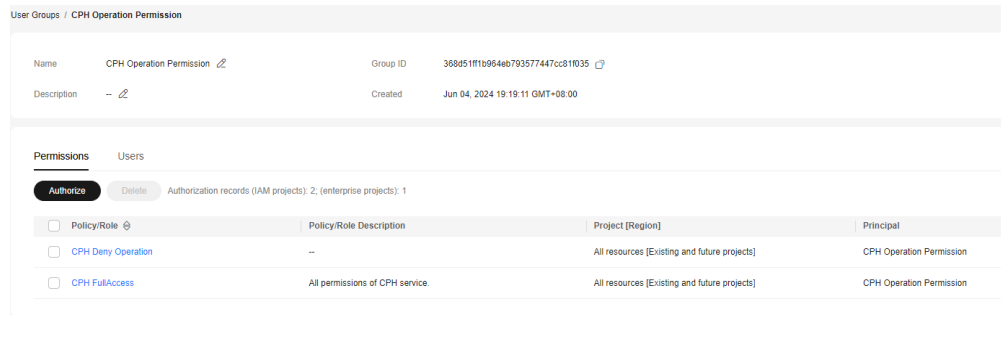 User Groups / CPH Operation Permission
Name CPH Operation Permission Group ID 368d51ff1b964eb793577447cc81f035
Description -- Created Jun 04, 2024 19:19:11 GMT+08:00
Permissions Users
Authorize Delete Authorization records (IAM projects): 2; (enterprise projects): 1
Policy/Role Policy/Role Description Project [Region] Principal
CPH Deny Operation -- All resources [Existing and future projects] CPH Operation Permission
CPH FullAccess All permissions of CPH service. All resources [Existing and future projects] CPH Operation Permission